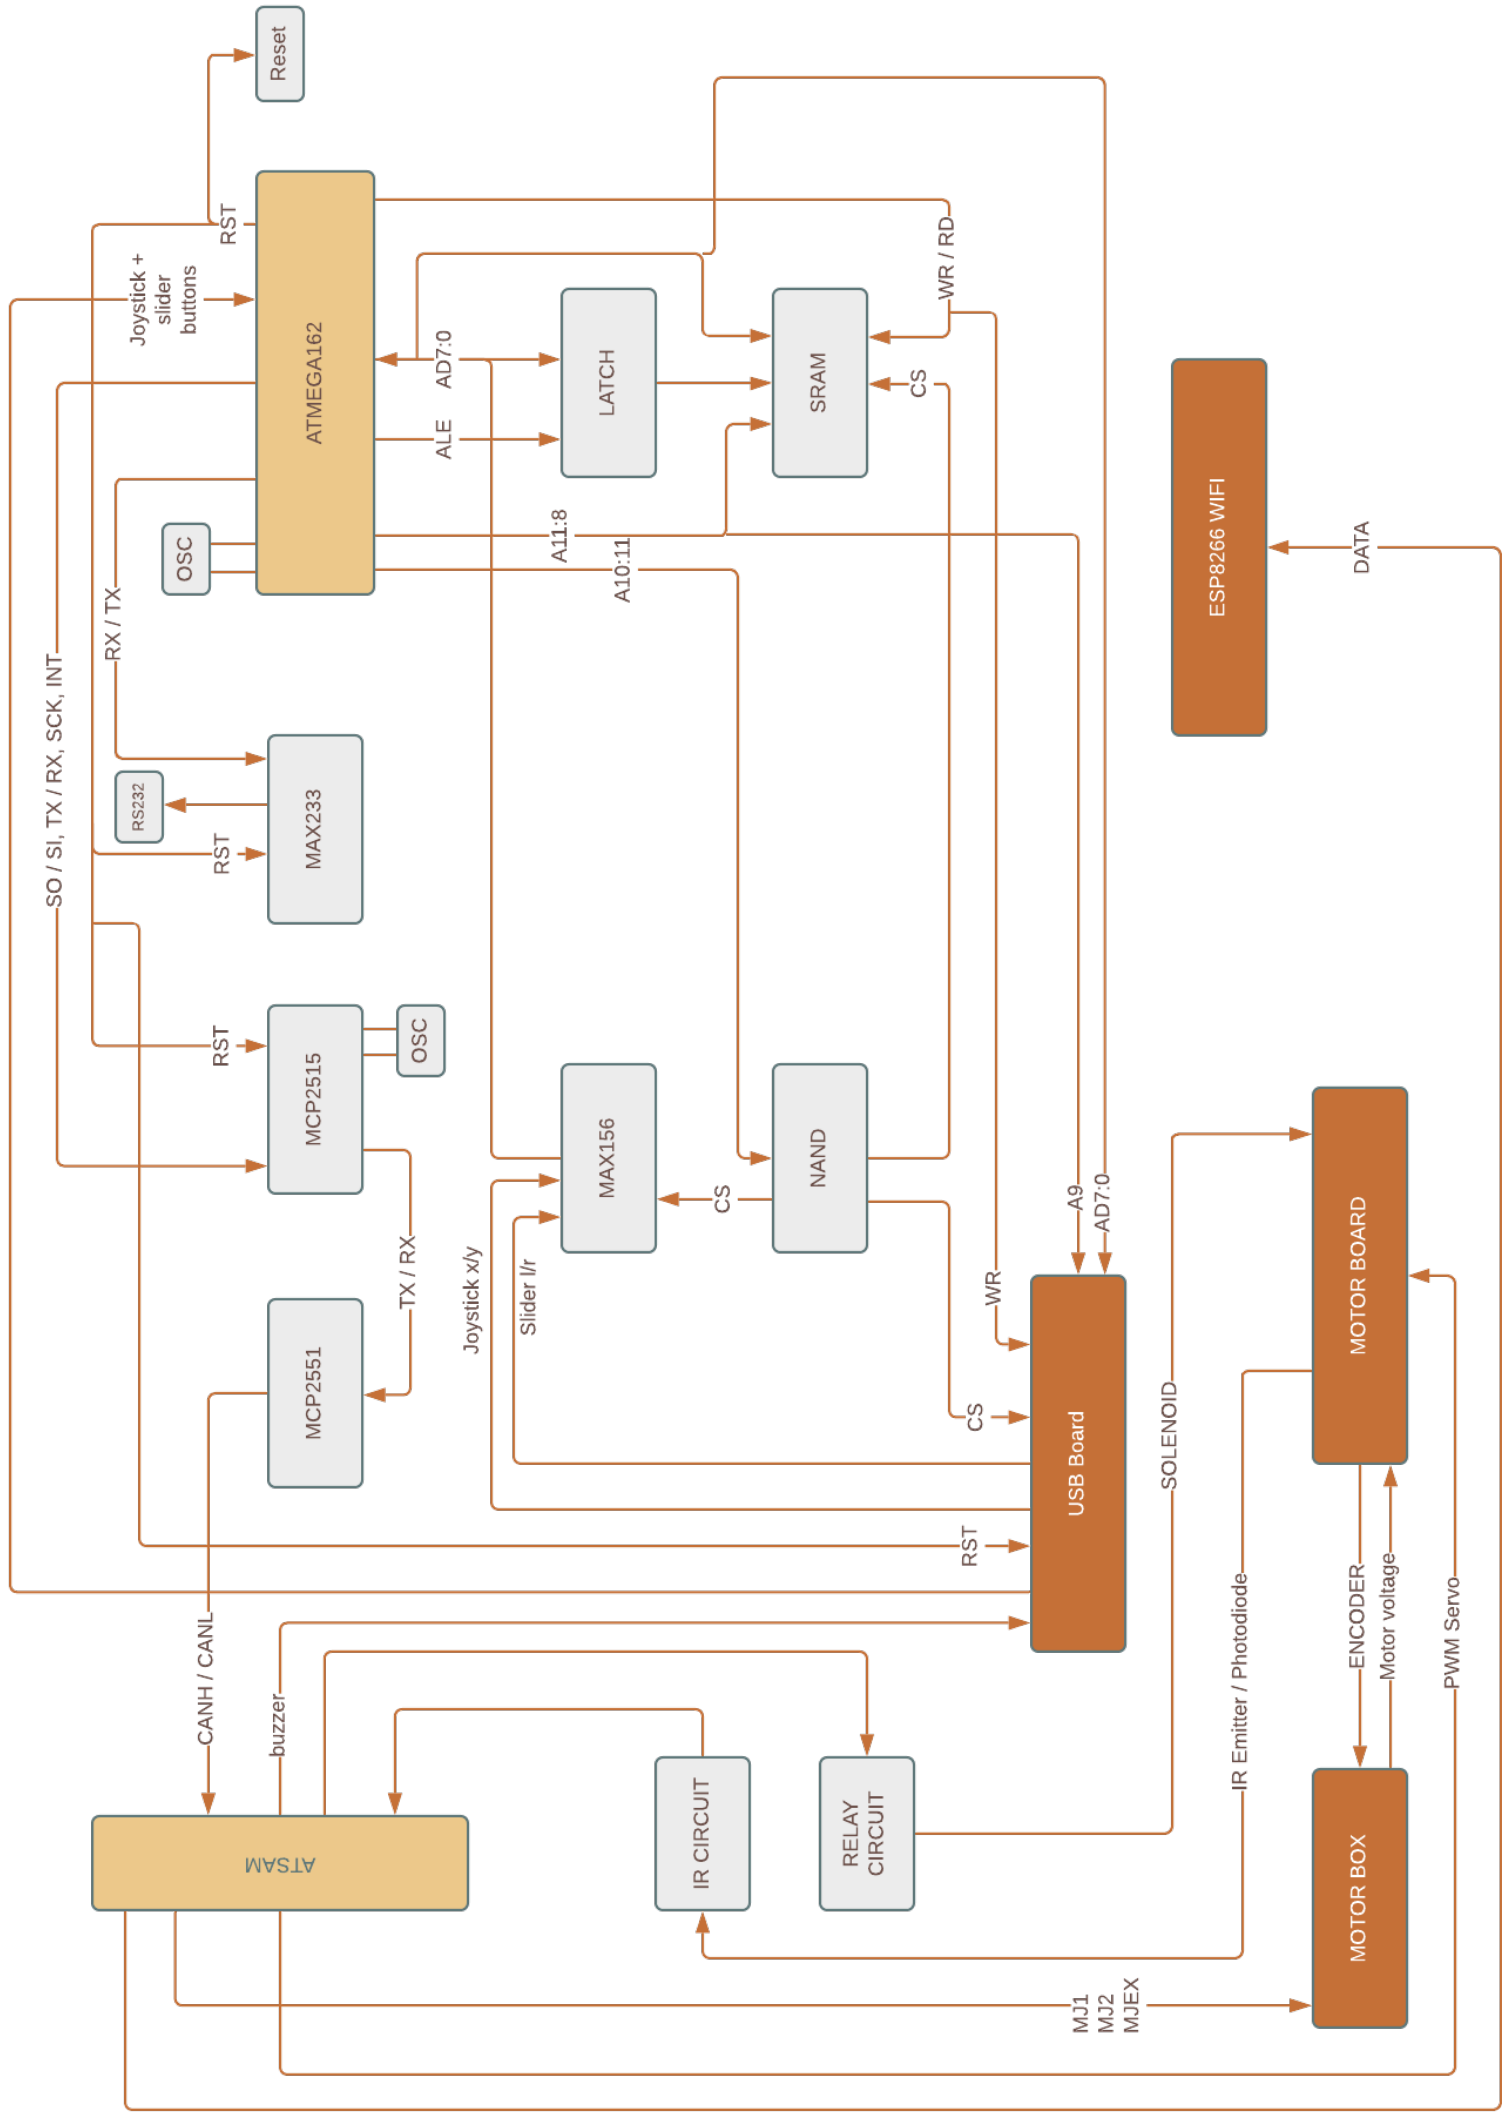 Reset
RST
Joystick +
slider
buttons
ATMEGA162
WR / RD
AD7:0
ALE
LATCH
SRAM
CS
A11:8
A10:11
OSC
RX / TX
SO / SI, TX / RX, SCK, INT
ESP8266 WIFI
DATA
RS232
MAX233
RST
RST
MCP2515
OSC
TX / RX
MCP2551
MAX156
NAND
CS
Joystick x/y
Slider l/r
WR
A9
AD7:0
CS
RST
USB Board
SOLENOID
MOTOR BOARD
CANH / CANL
buzzer
IR Emitter / Photodiode
ENCODER
Motor voltage
PWM Servo
ATSAM
IR CIRCUIT
RELAY
CIRCUIT
MOTOR BOX
MJ1
MJ2
MJEX